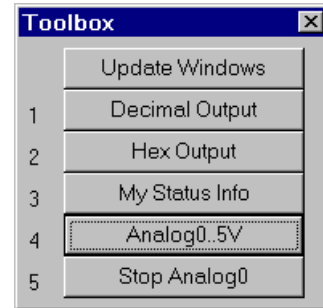 Toolbox
Update Windows
1 Decimal Output
2 Hex Output
3 My Status Info
4 Analog0..5V
5 Stop Analog0